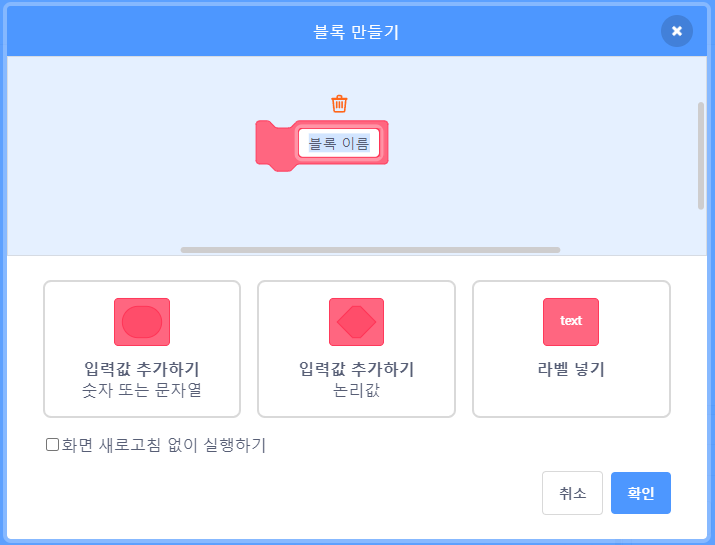 블록 만들기
블록 이름
입력값 추가하기
숫자 또는 문자열
입력값 추가하기
논리값
text
라벨 넣기
화면 새로고침 없이 실행하기
취소
확인